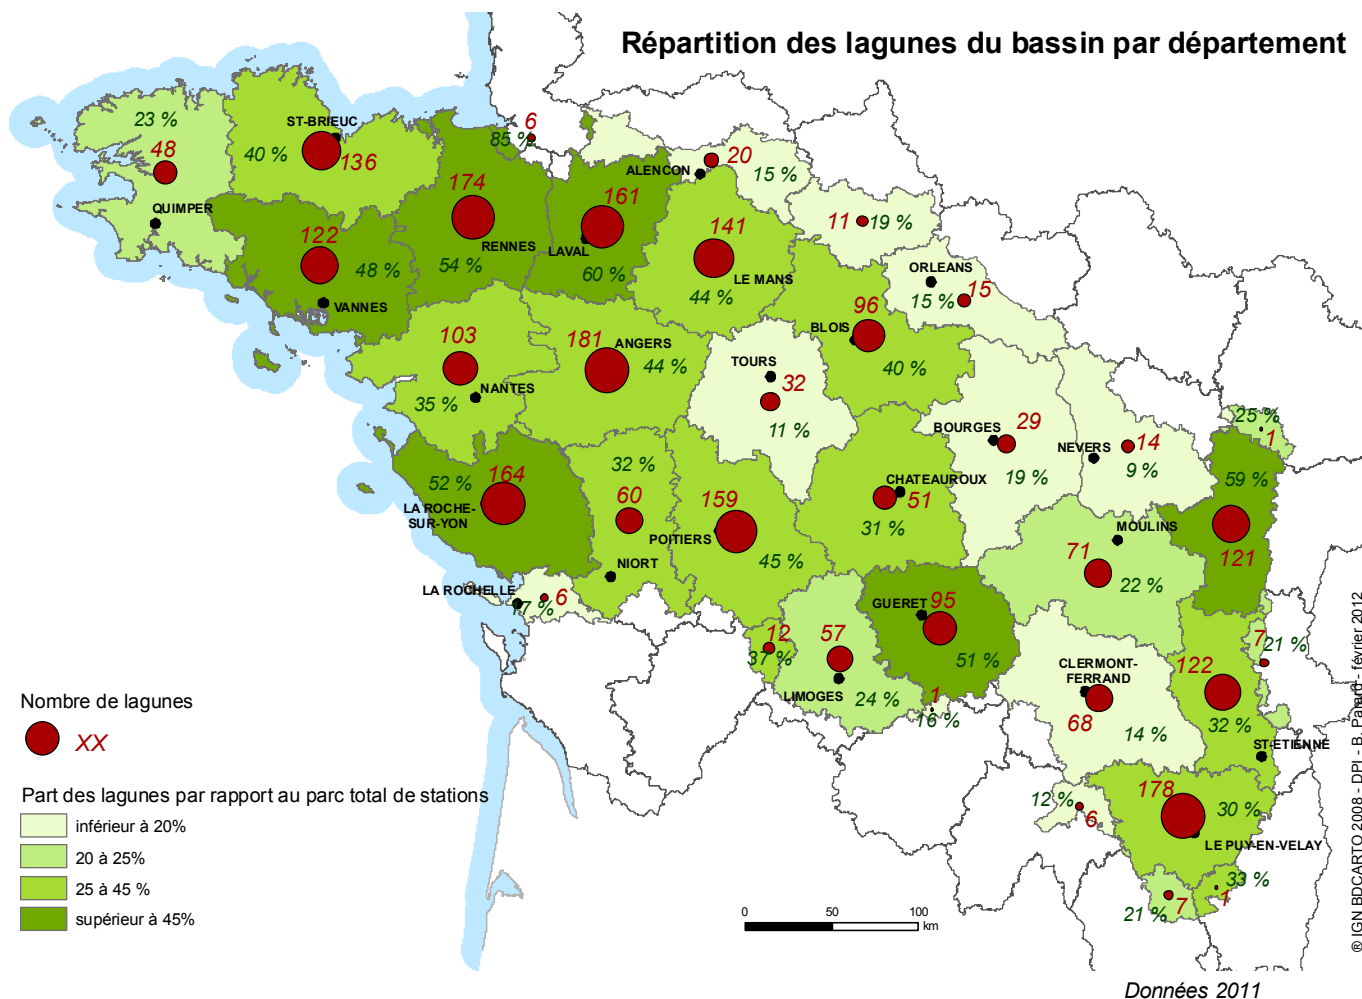 Répartition des lagunes du bassin par département
23 %
48
QUIMPER
ST-BRIEUC
40 %
136
122
48 %
VANNES
6
85 %
174
RENNES
54 %
161
LAVAL
60 %
20
ALENCON
15 %
141
LE MANS
44 %
11
19 %
ORLEANS
15 %
15
96
BLOIS
40 %
103
NANTES
35 %
181
ANGERS
44 %
TOURS
32
11 %
BOURGES
29
19 %
NEVERS
14
9 %
25 %
1
59 %
121
52 %
164
LA ROCHE-
SUR-YON
32 %
60
NIORT
159
POITIERS
45 %
CHATEAUROUX
51
31 %
MOULINS
71
22 %
LA ROCHELLE
7 %
6
12
37 %
57
LIMOGES
24 %
GUERET
95
51 %
1
16 %
CLERMONT-
FERRAND
68
14 %
7
21 %
122
32 %
ST-ETIENNE
12 %
6
178
30 %
LE PUY-EN-VELAY
33 %
1
21 %
7
Nombre de lagunes
XX
Part des lagunes par rapport au parc total de stations
inférieur à 20%
20 à 25%
25 à 45 %
supérieur à 45%
0 50 100
km
® IGN BDCARTO 2008 - DPI - B. Parard - février 2012
Données 2011